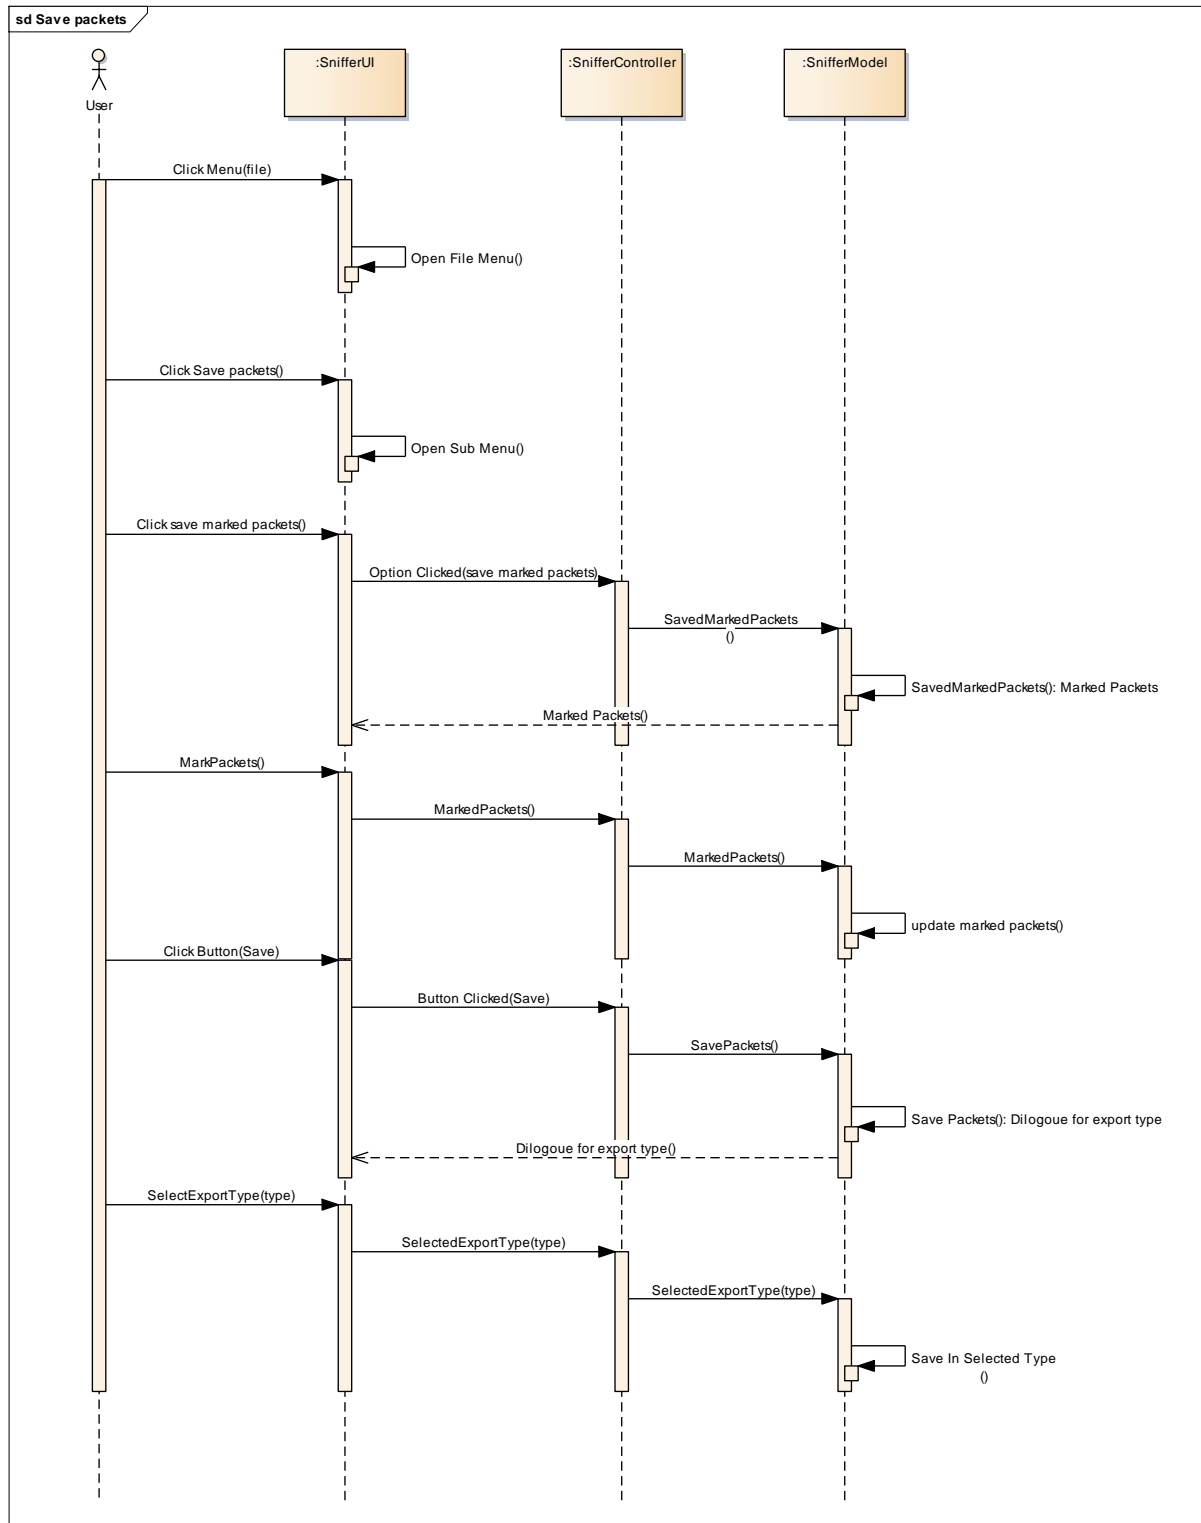 sd Save packets
:SnifferUI
:SnifferController
:SnifferModel
User
Click Menu(file)
Open File Menu()
Click Save packets()
Open Sub Menu()
Click save marked packets()
Option Clicked(save marked packets)
SavedMarkedPackets
()
SavedMarkedPackets(): Marked Packets
Marked Packets()
MarkPackets()
MarkedPackets()
MarkedPackets()
update marked packets()
Click Button(Save)
Button Clicked(Save)
SavePackets()
Save Packets(): Dilogoue for export type
Dilogoue for export type()
SelectExportType(type)
SelectedExportType(type)
SelectedExportType(type)
Save In Selected Type
()